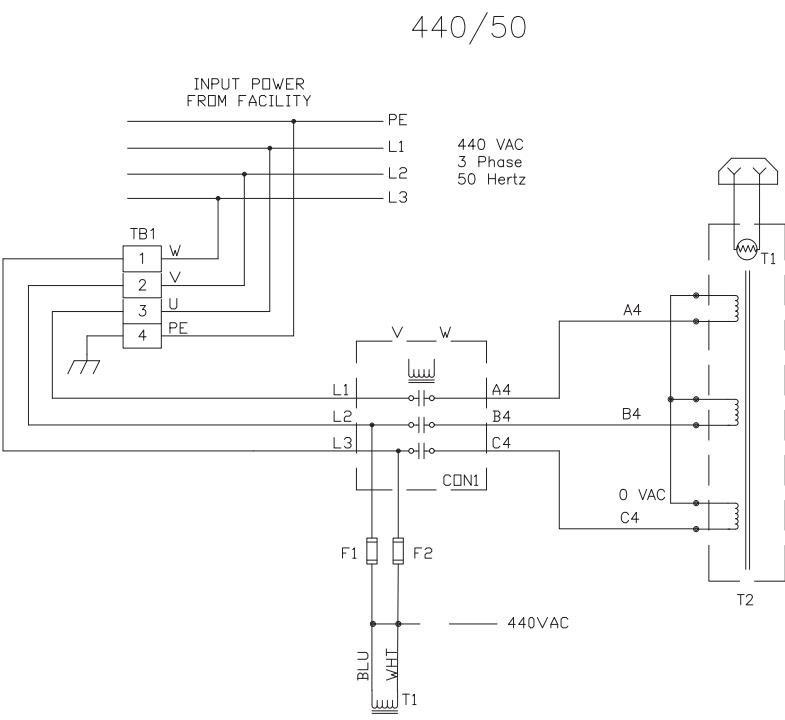 440/50
INPUT POWER
FROM FACILITY
PE
L1
L2
L3
440 VAC
3 Phase
50 Hertz
TB1
1 W
2 V
3 U
4 PE
T1
A4
V W
L1 A4
L2 B4 B4
L3 C4
CON1
0 VAC
C4
F1 F2
T2
440VAC
BLU WHT
T1